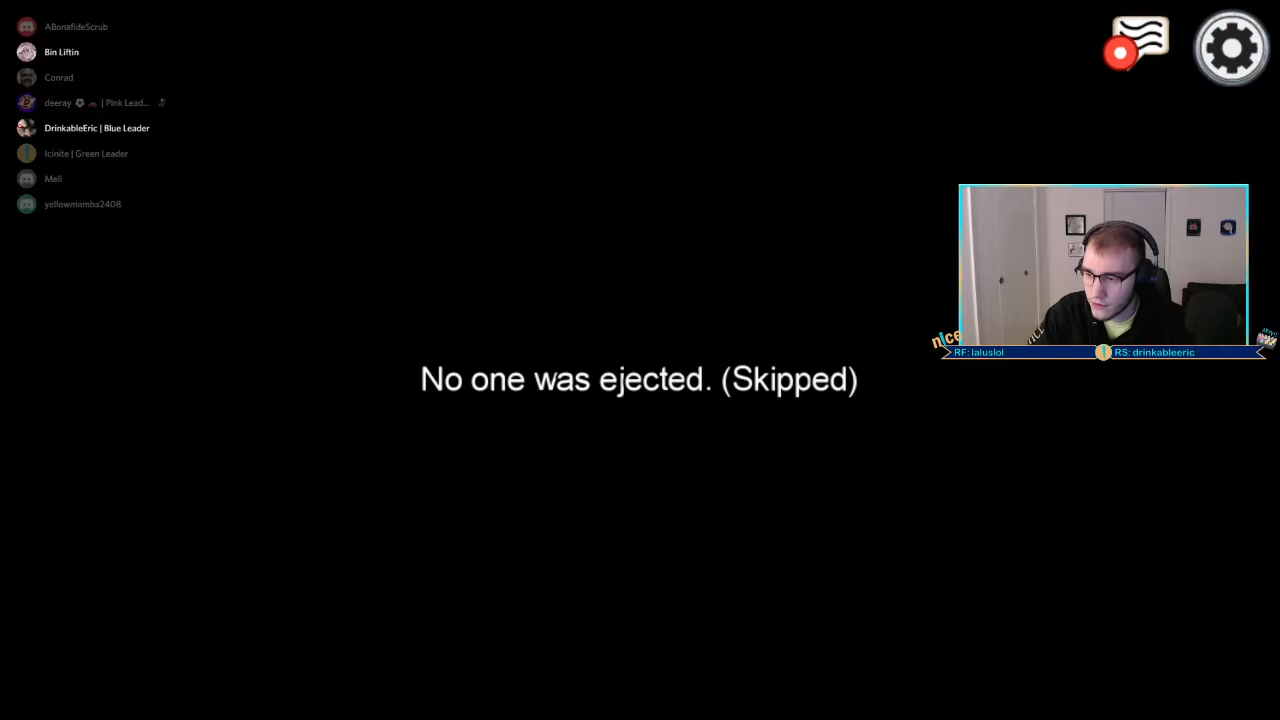 ABonafideScrub
Bin Liftin
Conrad
deeray ⚽ 🚗 | PInk Lead...
DrinkableEric | Blue Leader
Icinite | Green Leader
Meli
yellowmamba2408
nice
RF: laluslol
RS: drinkableeric
No one was ejected. (Skipped)